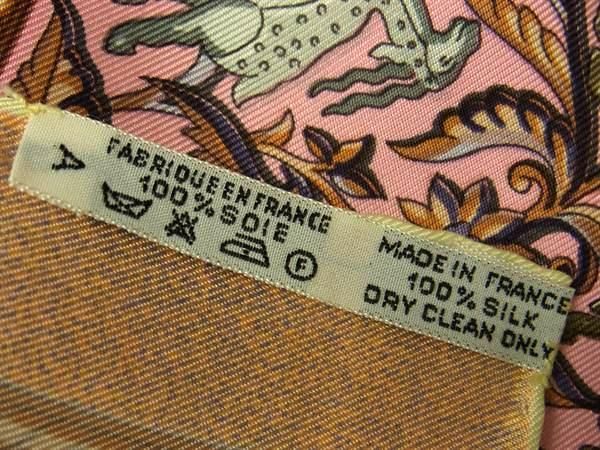 A
FABRIQUE EN FRANCE
100% SOIE
F
MADE IN FRANCE
100% SILK
DRY CLEAN ONLY